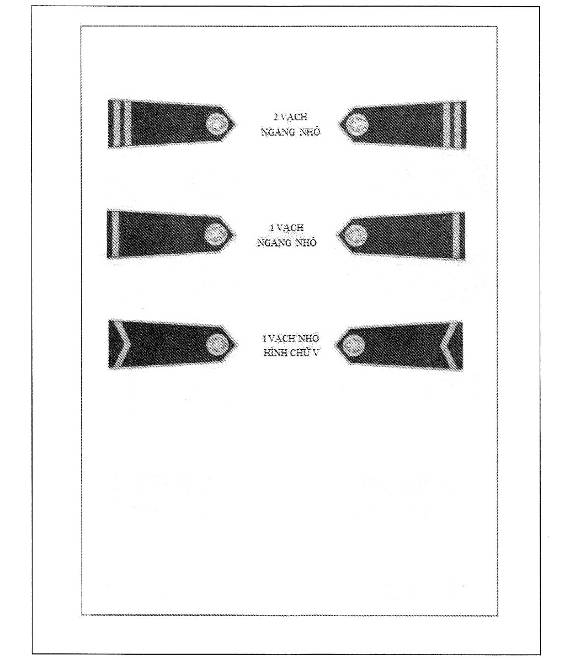 2 VẠCH
NGANG NHỎ
1 VẠCH
NGANG NHỎ
1 VẠCH NHỎ
HÌNH CHỮ V